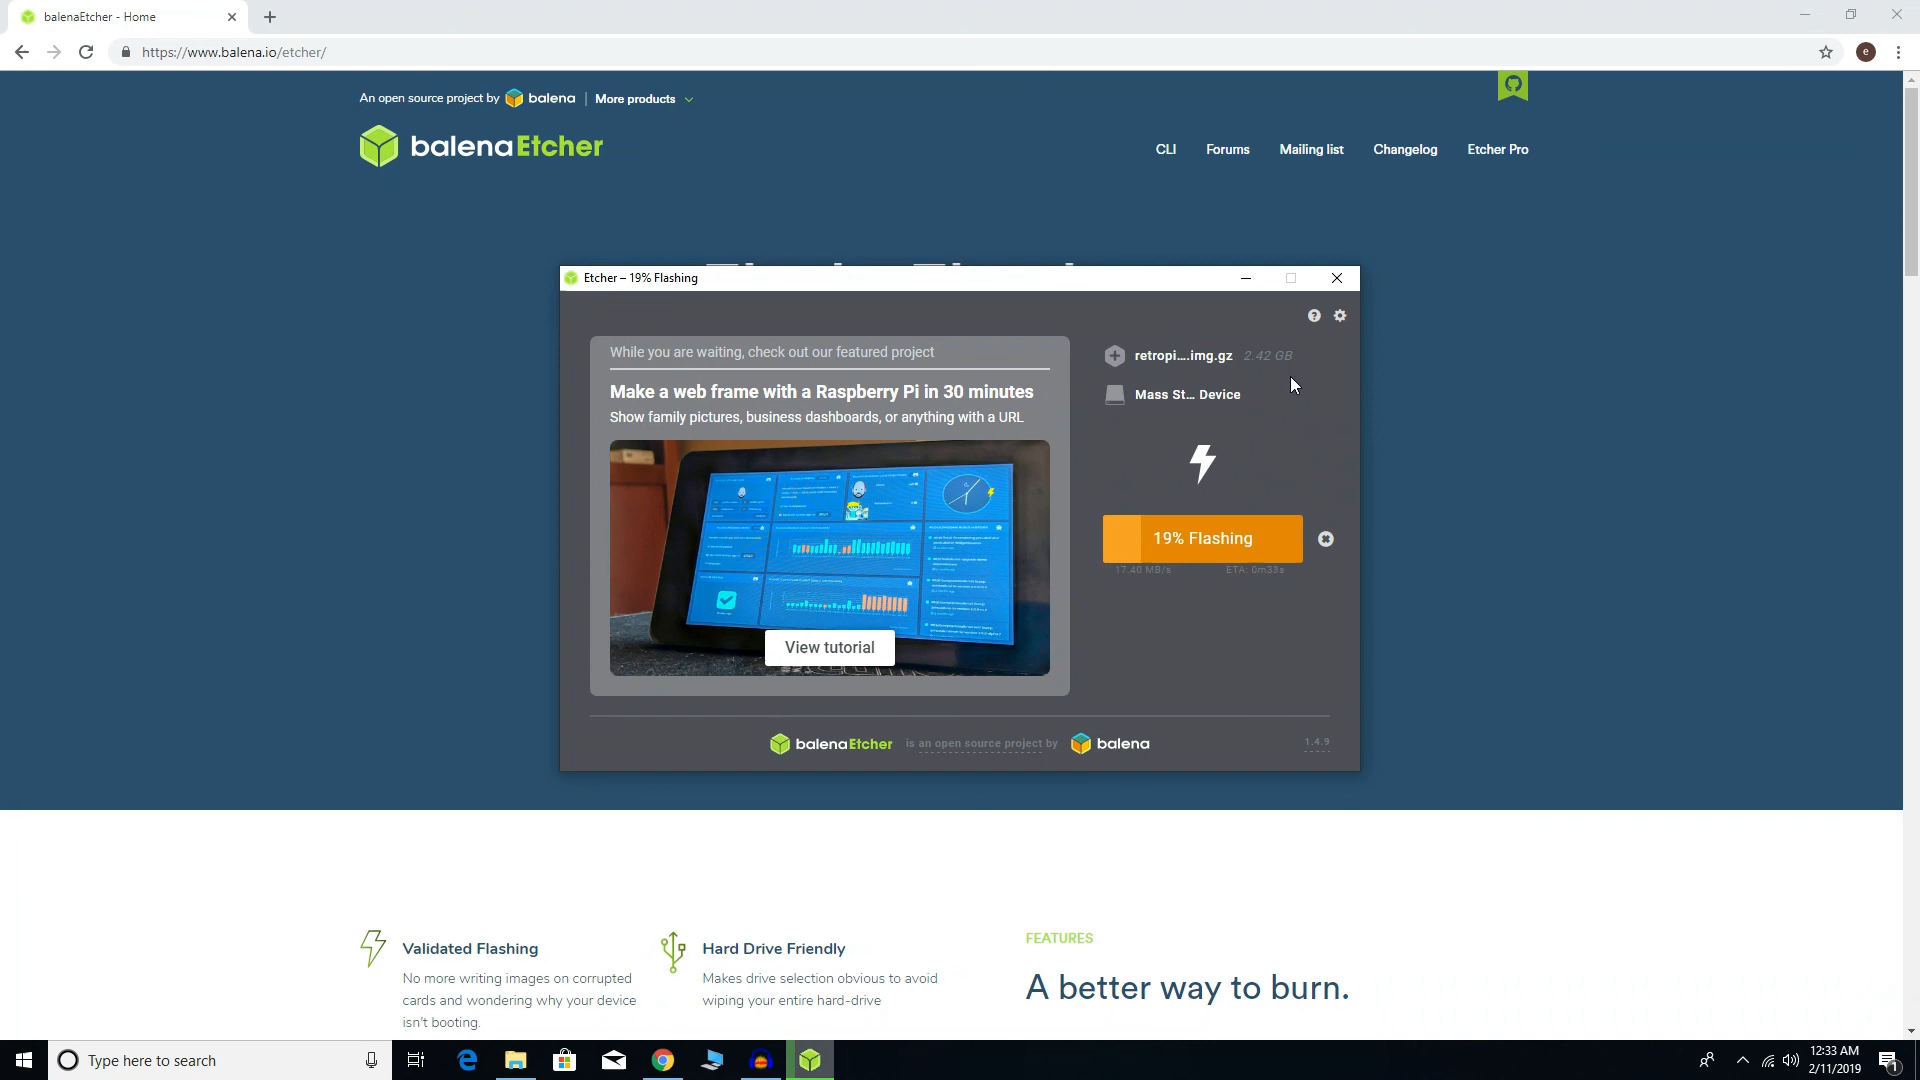 balenaEtcher - Home
https://www.balena.io/etcher/
An open source project by balena | More products
balenaEtcher
CLI
Forums
Mailing list
Changelog
Etcher Pro
Etcher – 19% Flashing
While you are waiting, check out our featured project
Make a web frame with a Raspberry Pi in 30 minutes
Show family pictures, business dashboards, or anything with a URL
View tutorial
retropi....img.gz 2.42 GB
Mass St... Device
19% Flashing
17.40 MB/s ETA: 0m33s
balenaEtcher is an open source project by balena
1.4.9
Validated Flashing
No more writing images on corrupted
cards and wondering why your device
isn't booting.
Hard Drive Friendly
Makes drive selection obvious to avoid
wiping your entire hard-drive
FEATURES
A better way to burn.
Type here to search
12:33 AM
2/11/2019
1